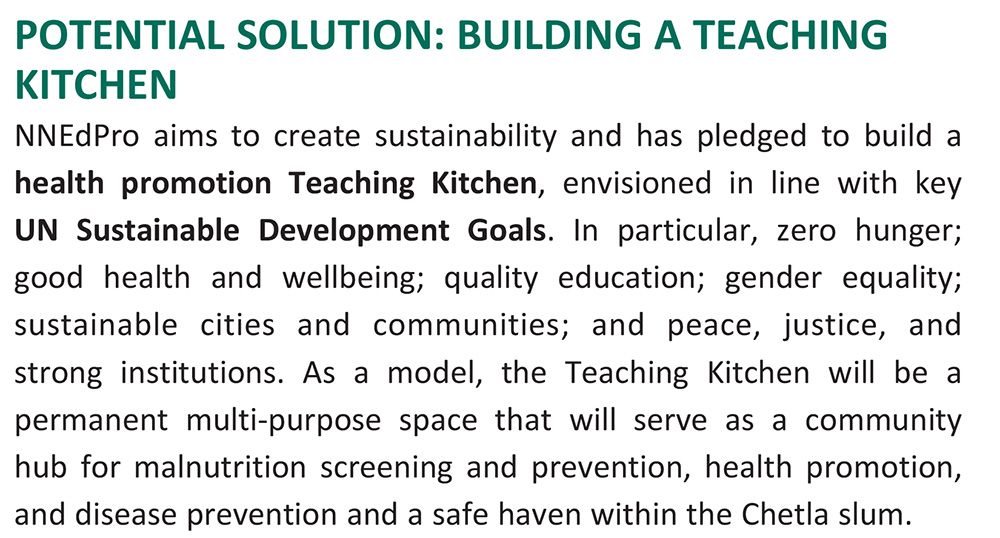 POTENTIAL SOLUTION: BUILDING A TEACHING
KITCHEN
NNEdPro aims to create sustainability and has pledged to build a
health promotion Teaching Kitchen, envisioned in line with key
UN Sustainable Development Goals. In particular, zero hunger;
good health and wellbeing; quality education; gender equality;
sustainable cities and communities; and peace, justice, and
strong institutions. As a model, the Teaching Kitchen will be a
permanent multi-purpose space that will serve as a community
hub for malnutrition screening and prevention, health promotion,
and disease prevention and a safe haven within the Chetla slum.